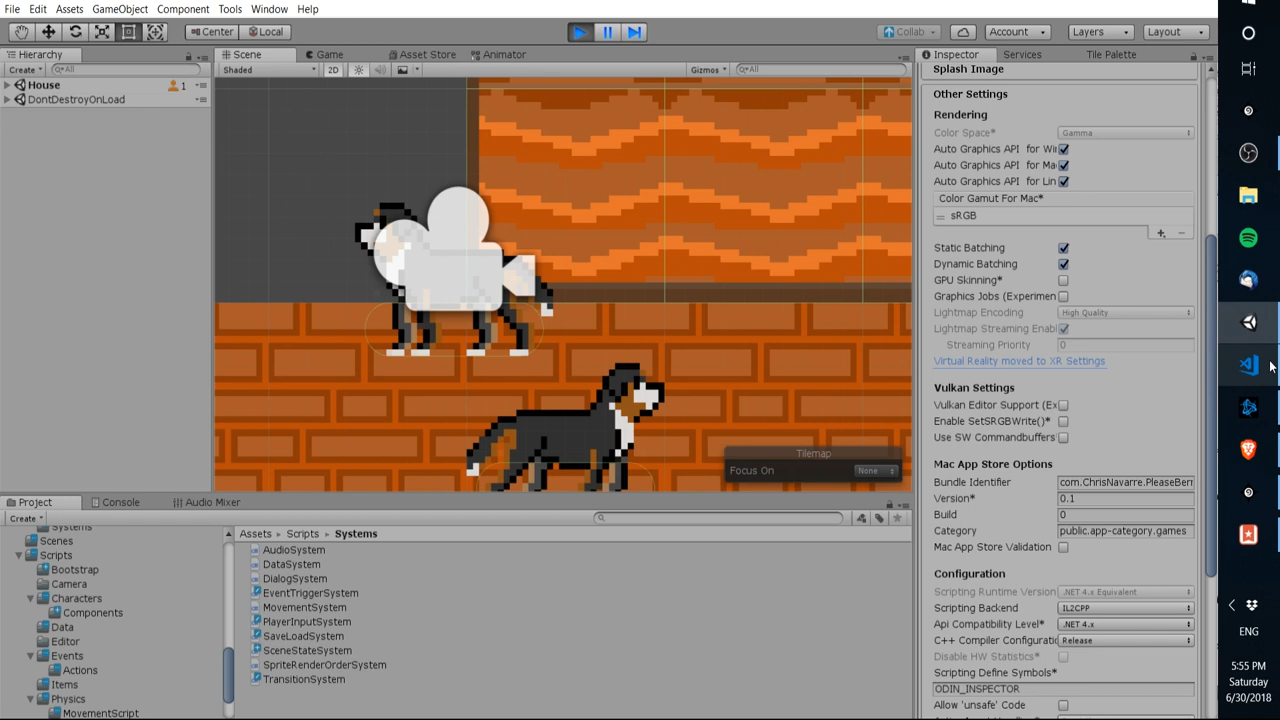 File Edit Assets GameObject Component Tools Window Help
Center Local Collab Account Layers Layout
Hierarchy
Create All
House 1
DontDestroyOnLoad
Scene Game Asset Store Animator
Shaded 2D Gizmos All
Tilemap
Focus On None
Project Console Audio Mixer
Create
Systems
Scenes
Scripts
Bootstrap
Camera
Characters
Components
Data
Editor
Events
Actions
Items
Physics
MovementScript
Assets Scripts Systems
AudioSystem
DataSystem
DialogSystem
EventTriggerSystem
MovementSystem
PlayerInputSystem
SaveLoadSystem
SceneStateSystem
SpriteRenderOrderSystem
TransitionSystem
Inspector Services Tile Palette
Splash Image
Other Settings
Rendering
Color Space* Gamma
Auto Graphics API for Wi
Auto Graphics API for Ma
Auto Graphics API for Lin
Color Gamut For Mac*
= sRGB
Static Batching
Dynamic Batching
GPU Skinning*
Graphics Jobs (Experimen
Lightmap Encoding High Quality
Lightmap Streaming Enabl
Streaming Priority 0
Virtual Reality moved to XR Settings
Vulkan Settings
Vulkan Editor Support (Ex
Enable SetSRGBWrite()*
Use SW Commandbuffers
Mac App Store Options
Bundle Identifier com.ChrisNavarre.PleaseBerr
Version* 0.1
Build 0
Category public.app-category.games
Mac App Store Validation
Configuration
Scripting Runtime Version .NET 4.x Equivalent
Scripting Backend IL2CPP
Api Compatibility Level* .NET 4.x
C++ Compiler Configuratio Release
Disable HW Statistics*
Scripting Define Symbols*
ODIN_INSPECTOR
Allow 'unsafe' Code
ENG
5:55 PM
Saturday
6/30/2018